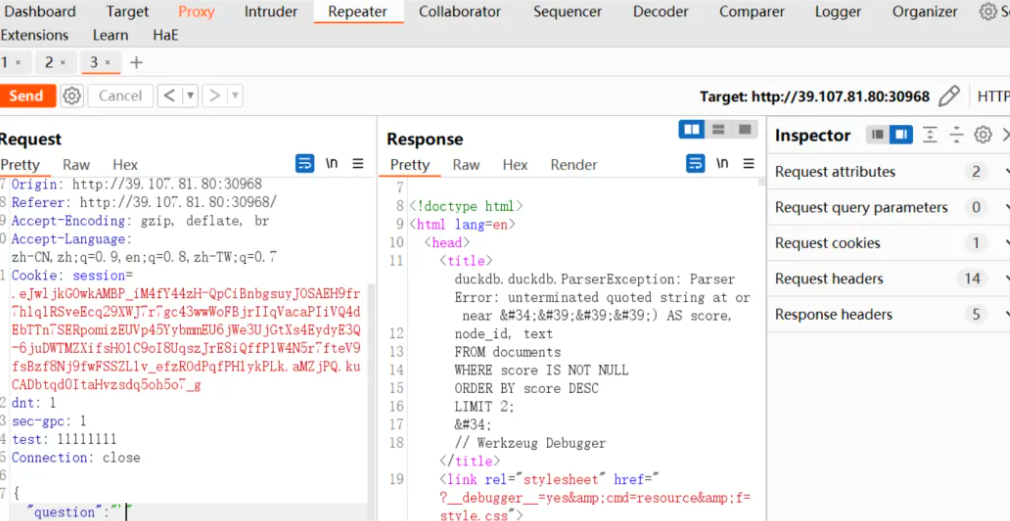 Dashboard Target Proxy Intruder Repeater Collaborator Sequencer Decoder Comparer Logger Organizer
Extensions Learn HaE
1 × 2 × 3 × +
Send Cancel < > Target: http://39.107.81.80:30968 HTTP
Request
Pretty Raw Hex \n
7 Origin: http://39.107.81.80:30968
8 Referer: http://39.107.81.80:30968/
9 Accept-Encoding: gzip, deflate, br
0 Accept-Language:
zh-CN,zh;q=0.9,en;q=0.8,zh-TW;q=0.7
1 Cookie: session=
2 dnt: 1
3 sec-gpc: 1
4 test: 11111111
5 Connection: close
6
7 {
"question":"'"
Response
Pretty Raw Hex Render \n
7
8 <!doctype html>
9 <html lang=en>
10 <head>
11 <title>
duckdb.duckdb.ParserException: Parser
Error: unterminated quoted string at or
near &#34;&#39;&#39;&#39;) AS score,
12 node_id, text
13 FROM documents
14 WHERE score IS NOT NULL
15 ORDER BY score DESC
16 LIMIT 2;
17 &#34;
18 // Werkzeug Debugger
</title>
19 <link rel="stylesheet" href="
?__debugger__=yes&amp;cmd=resource&amp;f=
style.css">
Inspector
Request attributes 2
Request query parameters 0
Request cookies 1
Request headers 14
Response headers 5